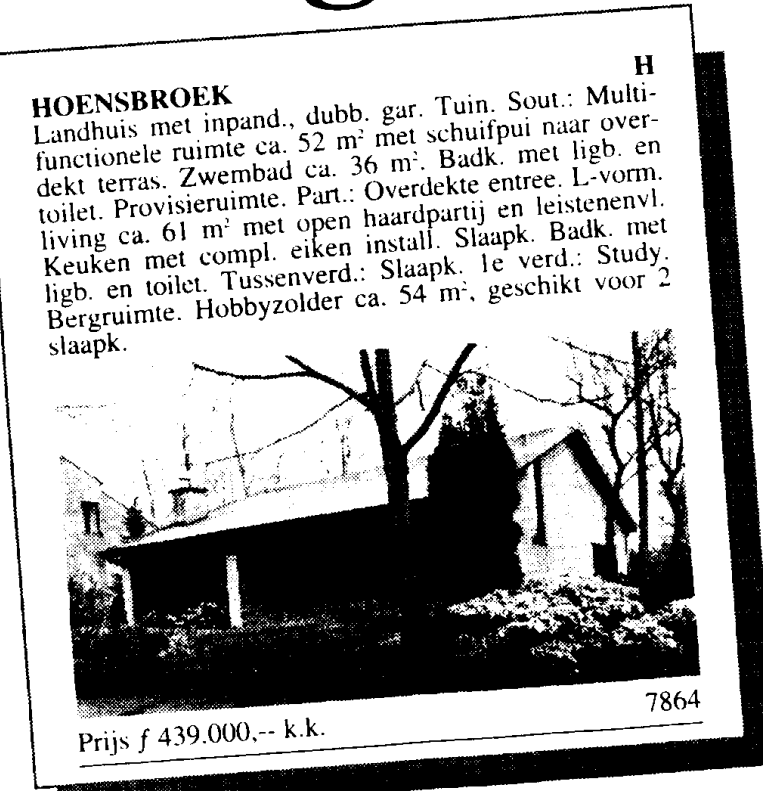 HOENSBROEK H
Landhuis met inpand., dubb. gar. Tuin. Sout.: Multi-
functionele ruimte ca. 52 m² met schuifpui naar over-
dekt terras. Zwembad ca. 36 m². Badk. met ligb. en
toilet. Provisieruimte. Part.: Overdekte entree. L-vorm.
living ca. 61 m² met open haardpartij en leistenenvl.
Keuken met compl. eiken install. Slaapk. Badk. met
ligb. en toilet. Tussenverd.: Slaapk. 1e verd.: Study.
Bergruimte. Hobbyzolder ca. 54 m², geschikt voor 2
slaapk.
Prijs ƒ 439.000,-- k.k. 7864